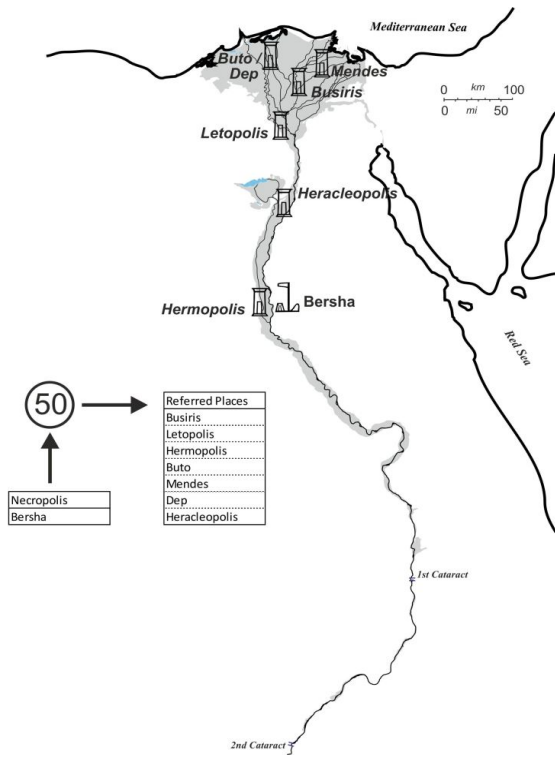 Mediterranean Sea
Buto /
Dep
Mendes
Busiris
km
0 100
mi
0 50
Letopolis
Heracleopolis
Hermopolis
Bersha
Red Sea
50
Referred Places
Busiris
Letopolis
Hermopolis
Buto
Mendes
Dep
Heracleopolis
Necropolis
Bersha
1st Cataract
2nd Cataract